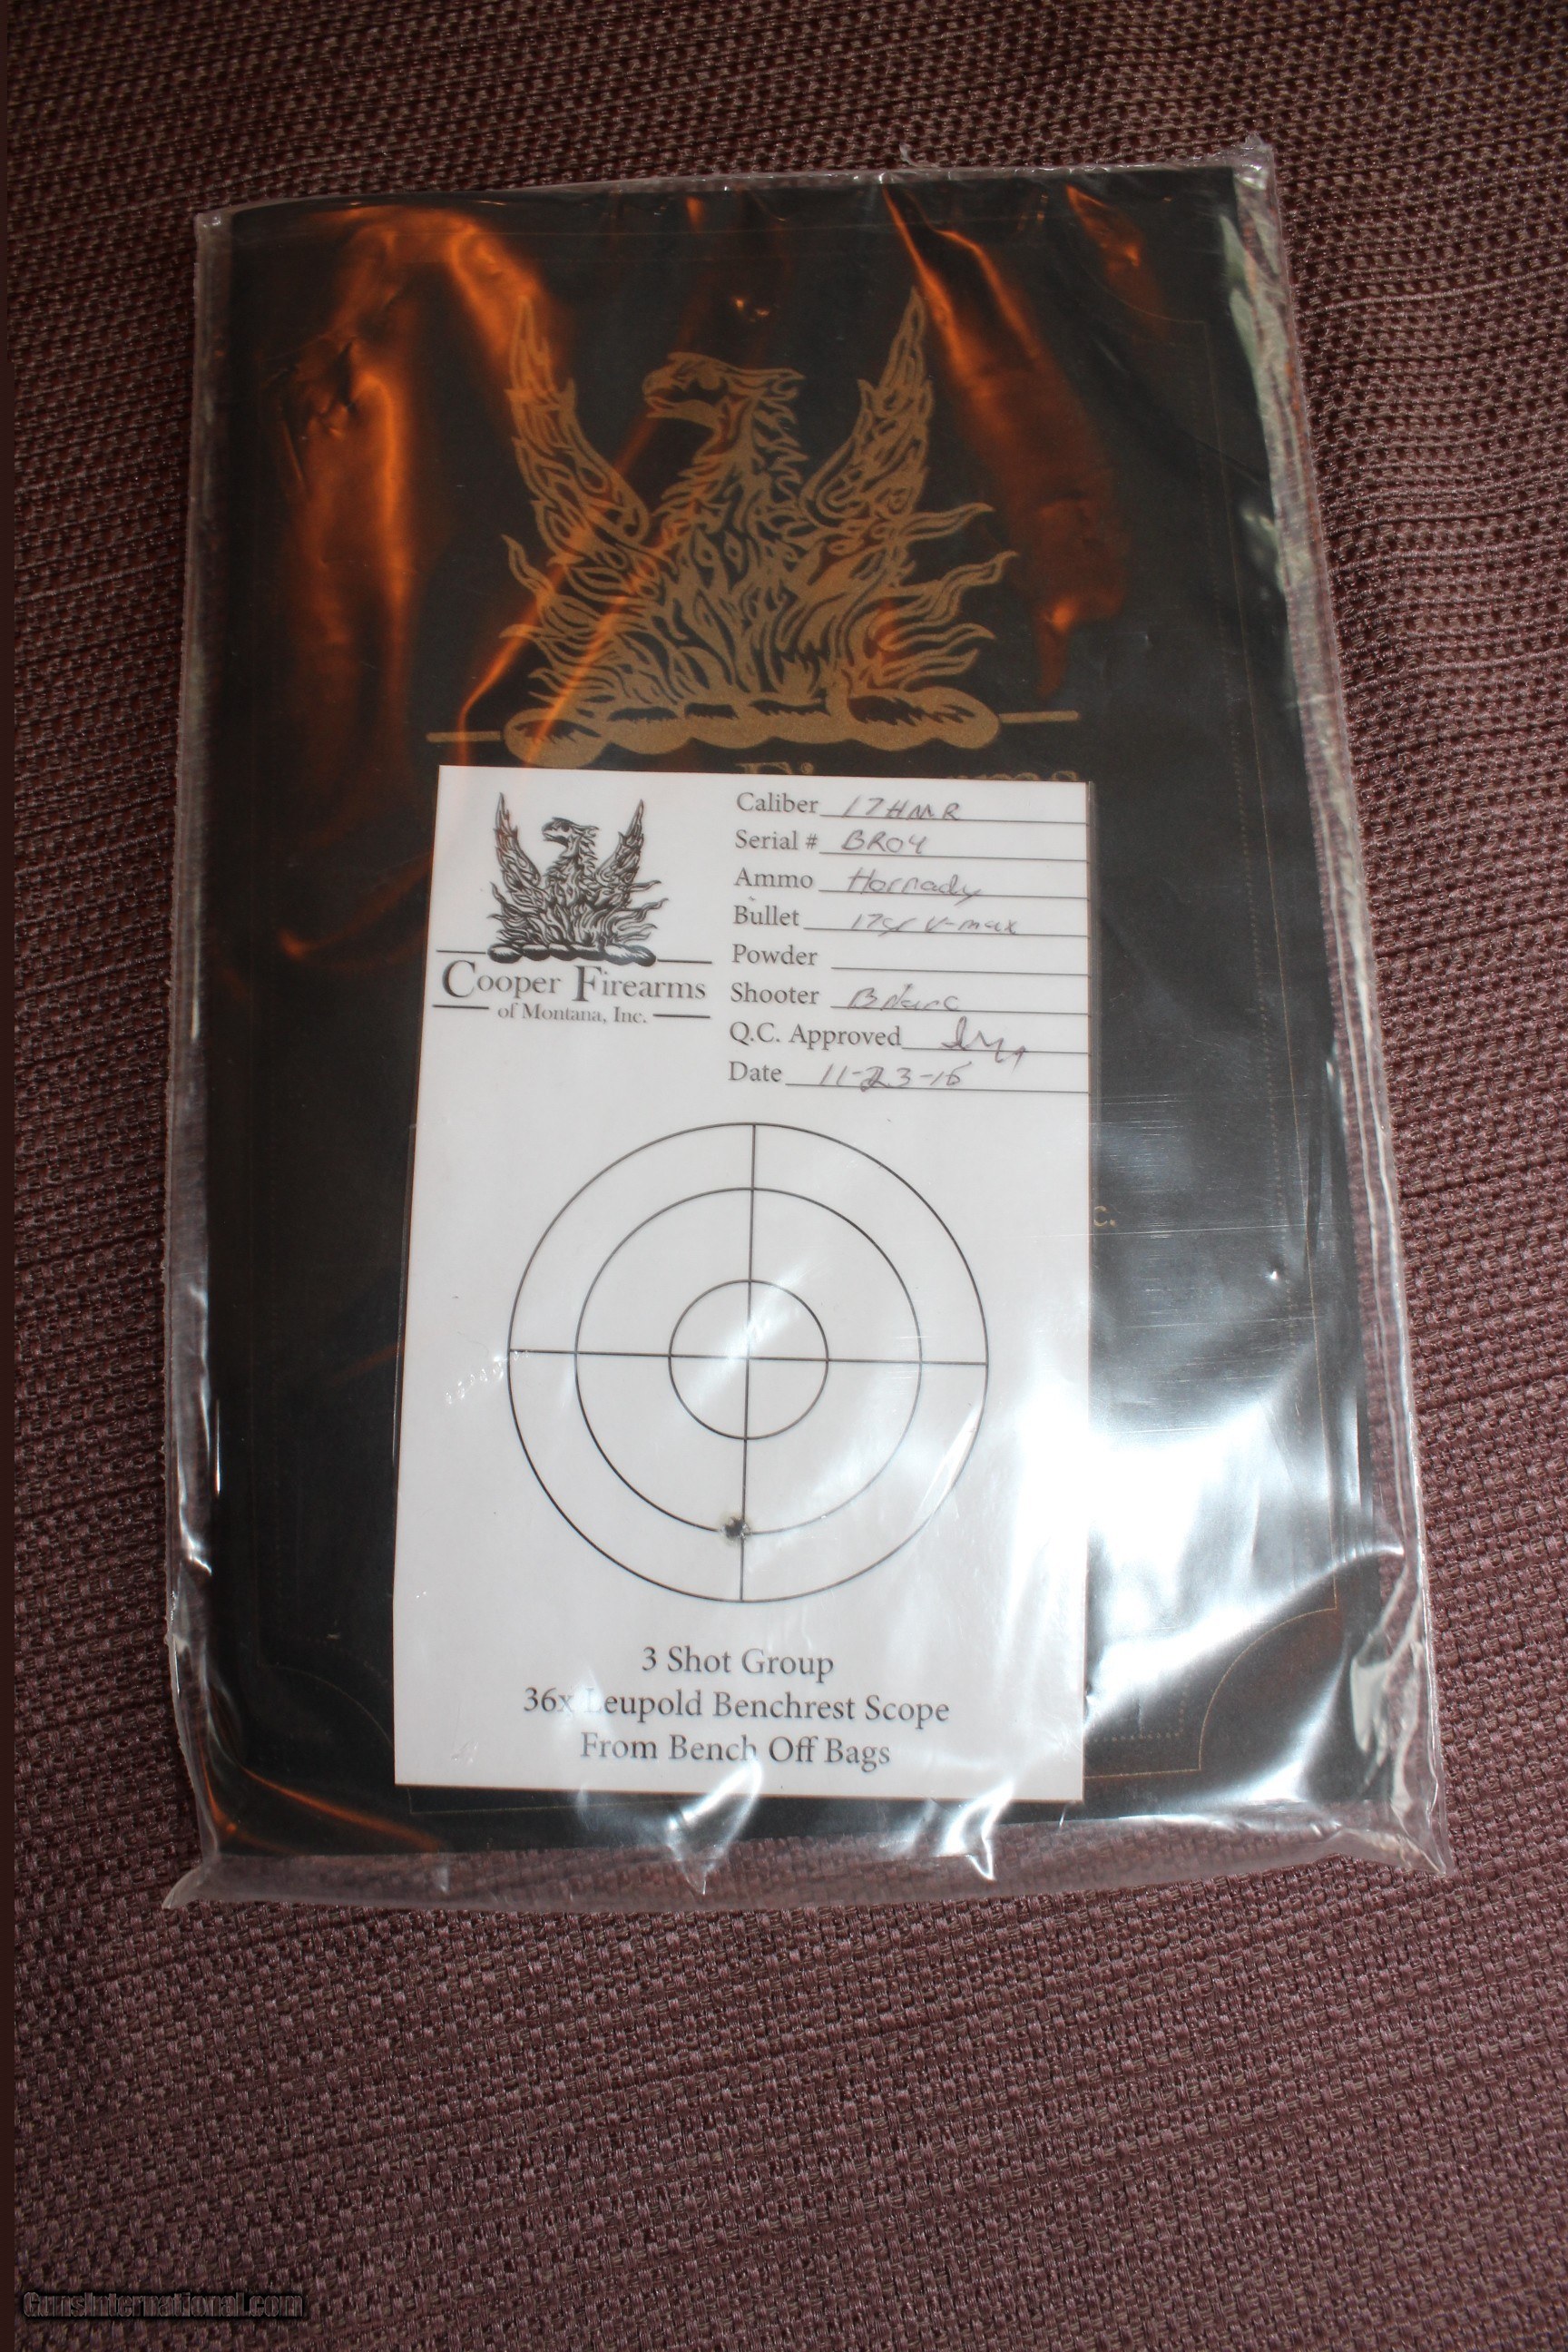 Caliber 17HMR
Serial # BR04
Ammo Hornady
Bullet 17gr V-max
Powder
Shooter
Q.C. Approved
Date 11-23-15
Cooper Firearms
of Montana, Inc.
3 Shot Group
36x Leupold Benchrest Scope
From Bench Off Bags
c.
GunsInternational.com